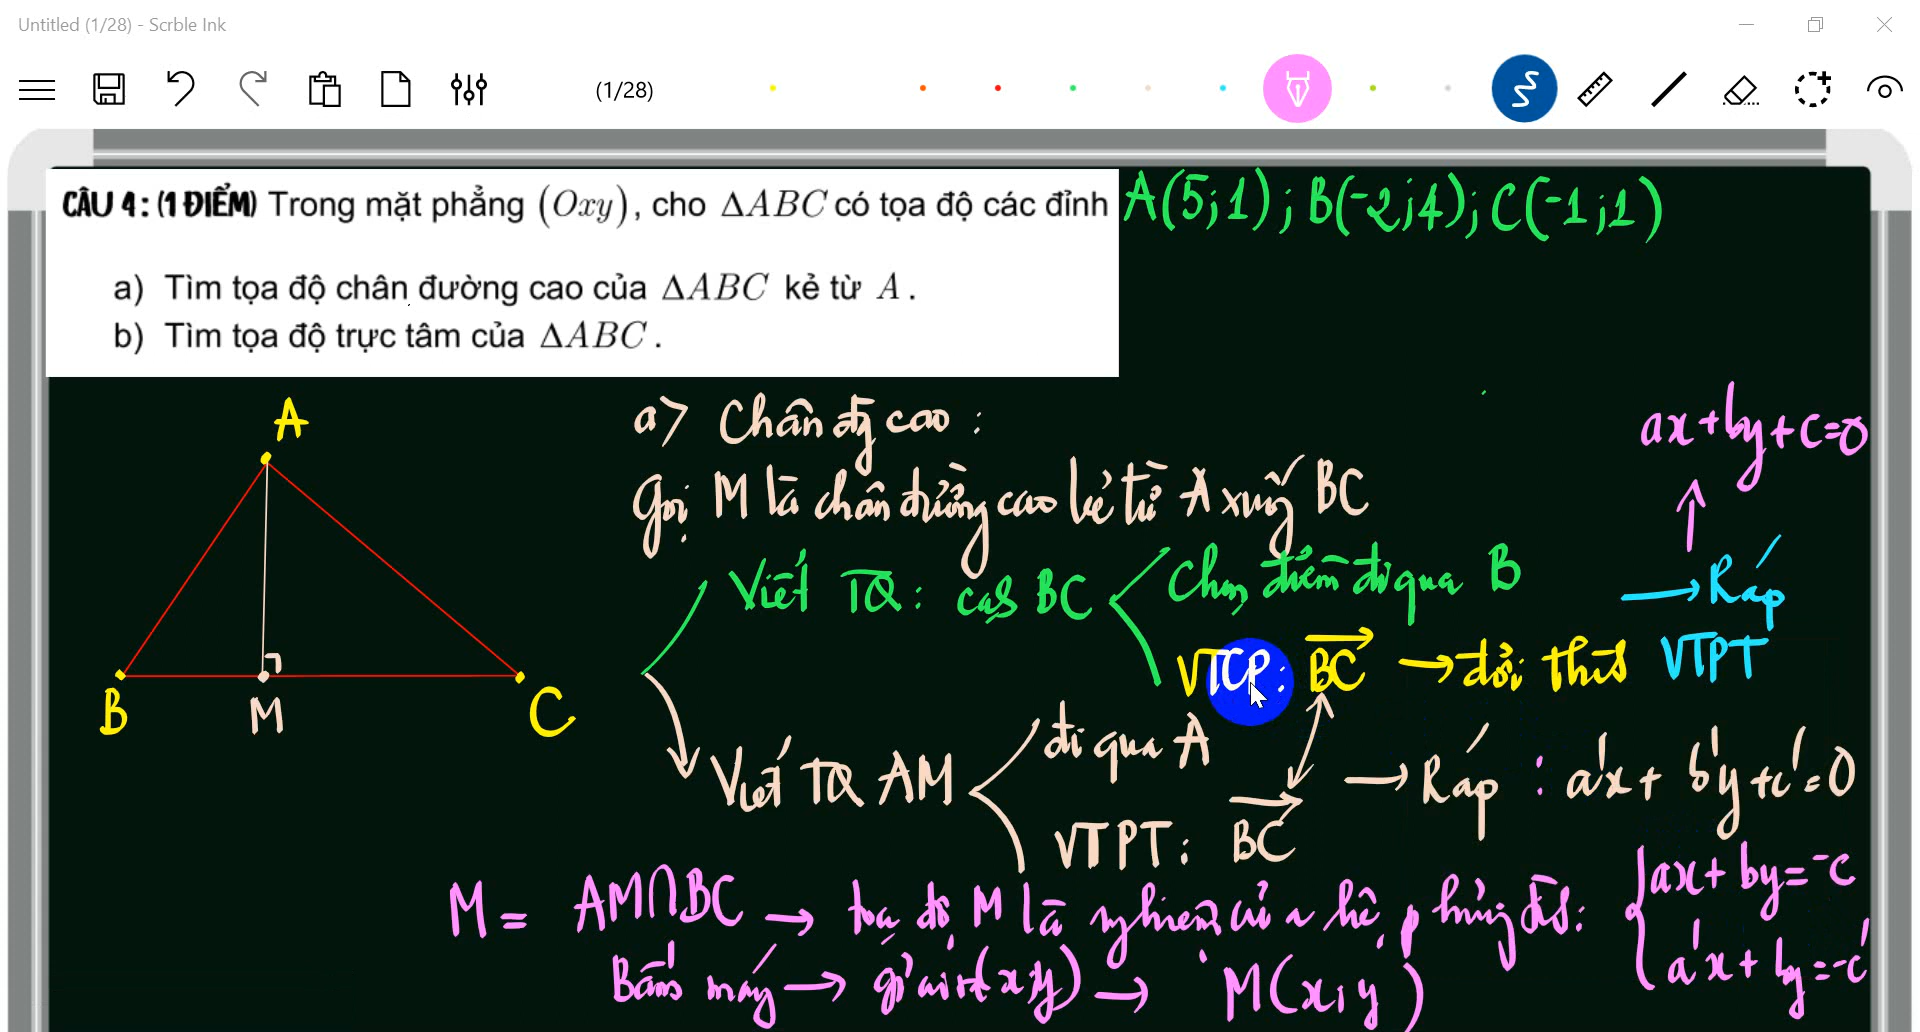 Untitled (1/28) - Scrble Ink
(1/28)
CÂU 4: (1 ĐIỂM) Trong mặt phẳng (Oxy), cho ΔABC có tọa độ các đỉnh A(5;1); B(-2;4); C(-1;1)
a) Tìm tọa độ chân đường cao của ΔABC kẻ từ A.
b) Tìm tọa độ trực tâm của ΔABC.
A
B
M
C
a> Chân đg cao:
Gọi M là chân đường cao kẻ từ A xuống BC
Viết TQ: cạnh BC
Chọn điểm đi qua B
VTCP: BC → đổi thành VTPT
→ Ráp
ax+by+c=0
Viết TQ AM
đi qua A
VTPT: BC
→ Ráp : a'x + b'y + c' = 0
M = AM∩BC → tọa độ M là nghiệm của hệ phương : ax + by = -c
a'x + by = -c'
Bấm máy → (x;y) → M(x;y)